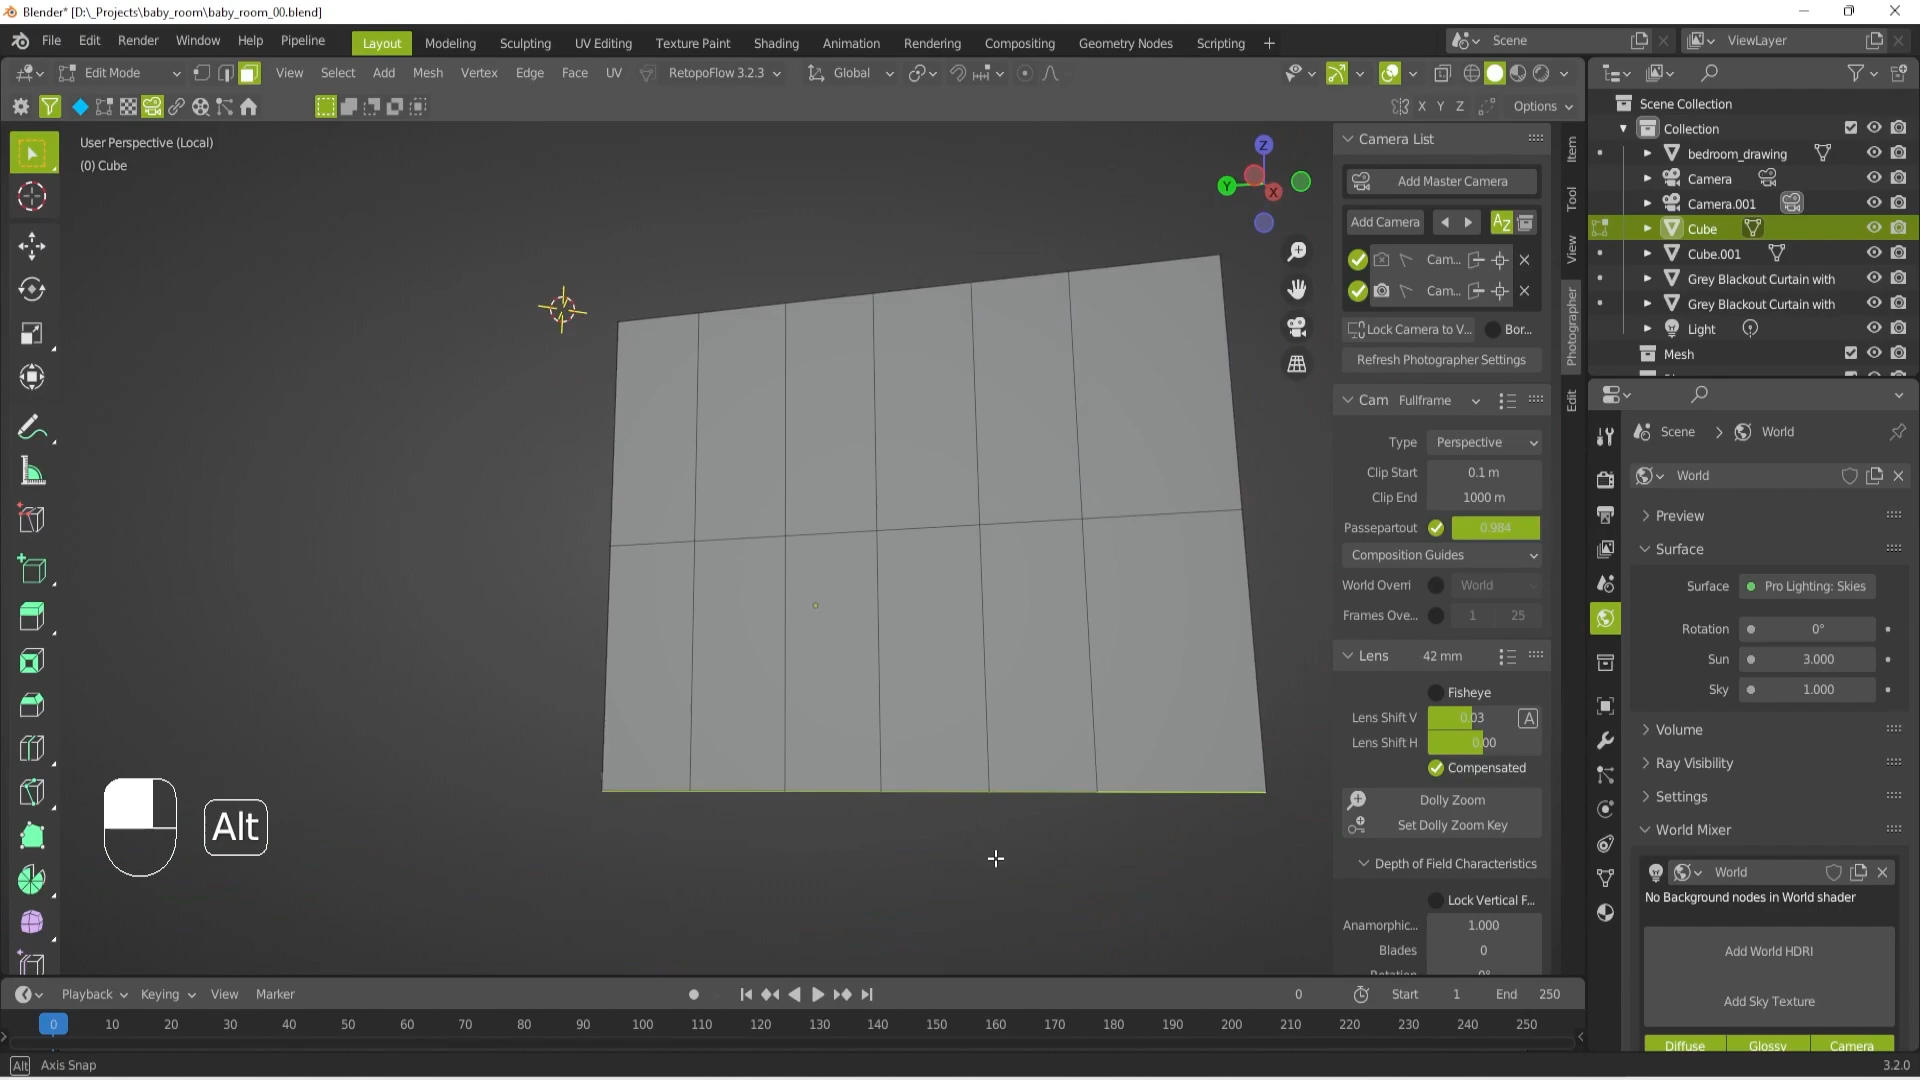 Blender* [D:\_Projects\baby_room\baby_room_00.blend]
File Edit Render Window Help Pipeline Layout Modeling Sculpting UV Editing Texture Paint Shading Animation Rendering Compositing Geometry Nodes Scripting + Scene ViewLayer
Edit Mode View Select Add Mesh Vertex Edge Face UV RetopoFlow 3.2.3 Global
X Y Z Options
User Perspective (Local)
(0) Cube
Z
Y
X
Alt
Camera List
Add Master Camera
Add Camera AZ
Cam...
Cam...
Lock Camera to V... Bor...
Refresh Photographer Settings
Cam Fullframe
Type Perspective
Clip Start 0.1 m
Clip End 1000 m
Passepartout 0.984
Composition Guides
World Overri World
Frames Ove... 1 25
Lens 42 mm
Fisheye
Lens Shift V 0.03 A
Lens Shift H 0.00
Compensated
Dolly Zoom
Set Dolly Zoom Key
Depth of Field Characteristics
Lock Vertical F...
Anamorphic... 1.000
Blades 0
Rotation 0°
Item
Tool
View
Photographer
Edit
Scene Collection
Collection
bedroom_drawing
Camera
Camera.001
Cube
Cube.001
Grey Blackout Curtain with
Grey Blackout Curtain with
Light
Mesh
Scene > World
World
Preview
Surface
Surface Pro Lighting: Skies
Rotation 0°
Sun 3.000
Sky 1.000
Volume
Ray Visibility
Settings
World Mixer
World
No Background nodes in World shader
Add World HDRI
Add Sky Texture
Diffuse Glossy Camera
Playback Keying View Marker 0 Start 1 End 250
0 10 20 30 40 50 60 70 80 90 100 110 120 130 140 150 160 170 180 190 200 210 220 230 240 250
Alt Axis Snap 3.2.0